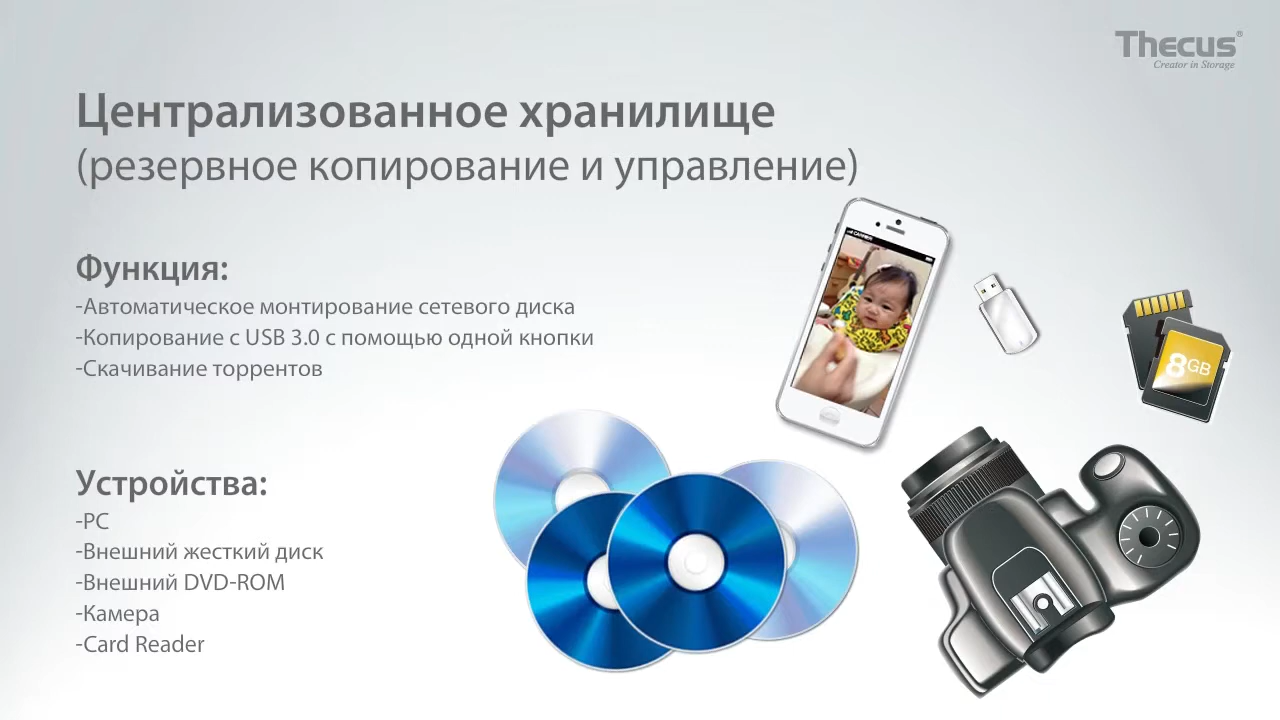 Thecus®
Creator in Storage
Централизованное хранилище
(резервное копирование и управление)
Функция:
-Автоматическое монтирование сетевого диска
-Копирование с USB 3.0 с помощью одной кнопки
-Скачивание торрентов
8GB
Устройства:
-PC
-Внешний жесткий диск
-Внешний DVD-ROM
-Камера
-Card Reader